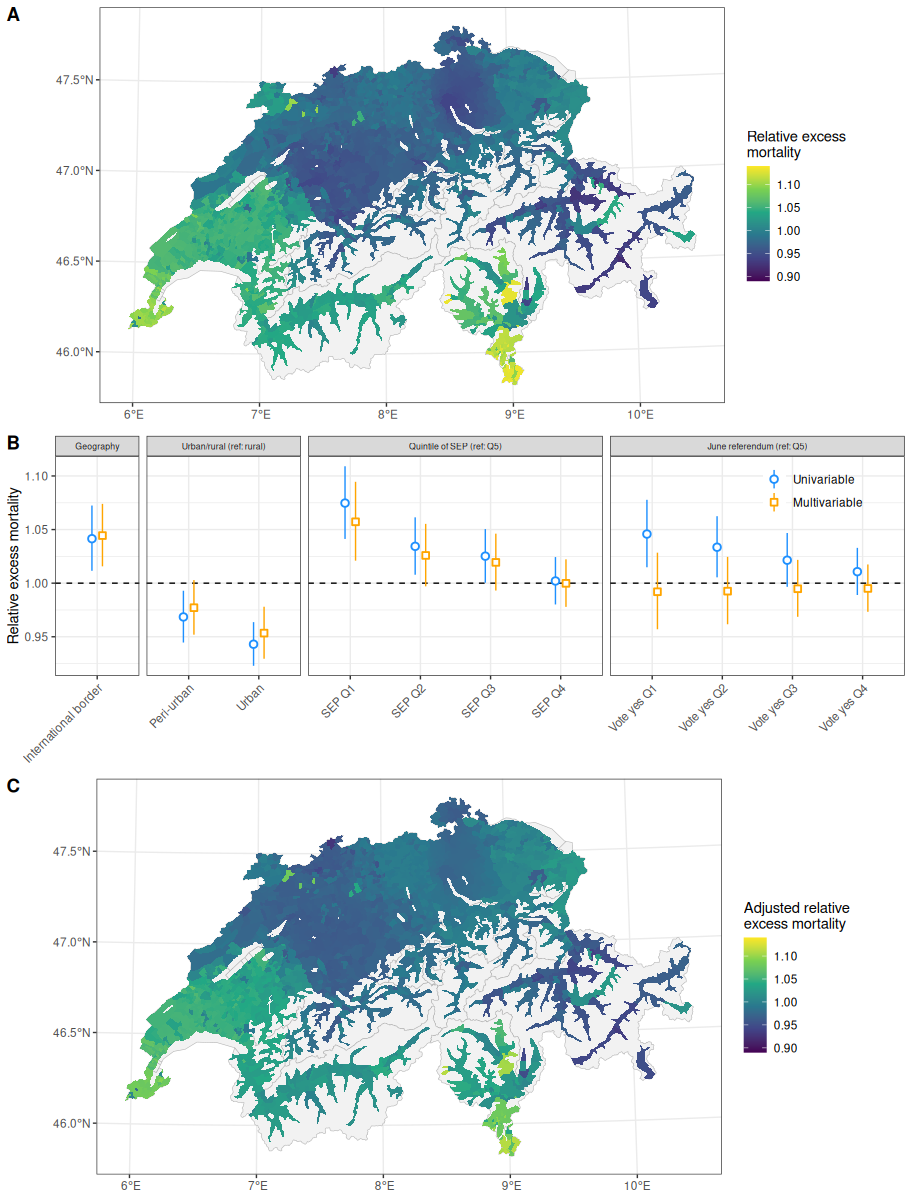 A
47.5°N
47.0°N
46.5°N
46.0°N
6°E
7°E
8°E
9°E
10°E
Relative excess
mortality
1.10
1.05
1.00
0.95
0.90
B
Geography
Urban/rural (ref: rural)
Quintile of SEP (ref: Q5)
June referendum (ref: Q5)
Relative excess mortality
1.10
1.05
1.00
0.95
Univariable
Multivariable
International border
Peri-urban
Urban
SEP Q1
SEP Q2
SEP Q3
SEP Q4
Vote yes Q1
Vote yes Q2
Vote yes Q3
Vote yes Q4
C
47.5°N
47.0°N
46.5°N
46.0°N
6°E
7°E
8°E
9°E
10°E
Adjusted relative
excess mortality
1.10
1.05
1.00
0.95
0.90